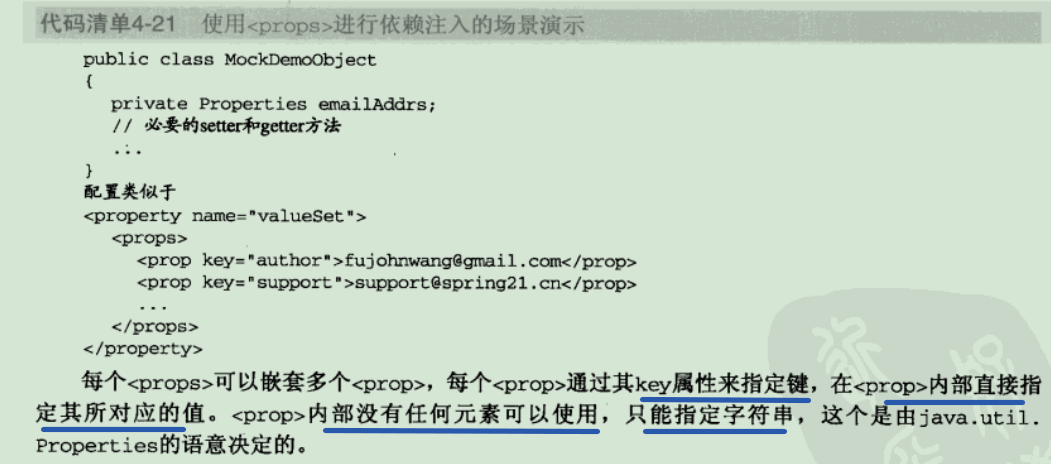 代码清单4-21 使用<props>进行依赖注入的场景演示
public class MockDemoObject
{
private Properties emailAddrs;
// 必要的setter和getter方法
...
}
配置类似于
<property name="valueSet">
<props>
<prop key="author">fujohnwang@gmail.com</prop>
<prop key="support">support@spring21.cn</prop>
...
</props>
</property>
每个<props>可以嵌套多个<prop>，每个<prop>通过其key属性来指定键，在<prop>内部直接指
定其所对应的值。<prop>内部没有任何元素可以使用，只能指定字符串，这个是由java.util.
Properties的语意决定的。